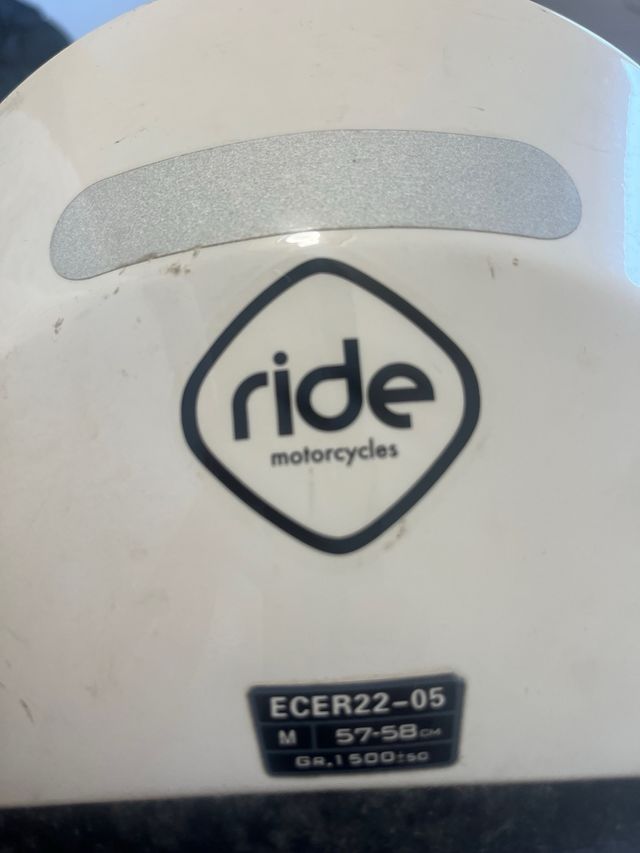 ride
motorcycles
ECER22-05
M 57-58CM
GR.1500±50